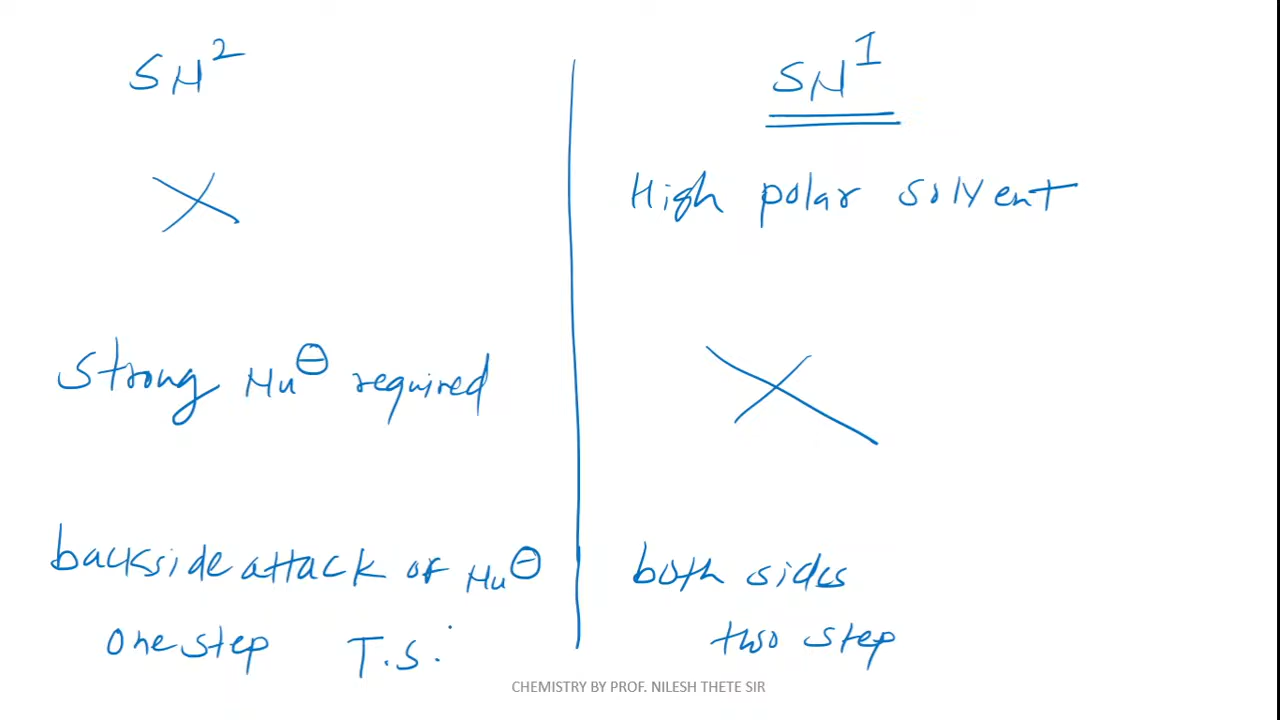 SN² SN¹
High polar solvent
Strong Nu⊖ required
backside attack of Nu⊖ both sides
one step T.S. two step
CHEMISTRY BY PROF. NILESH THETE SIR